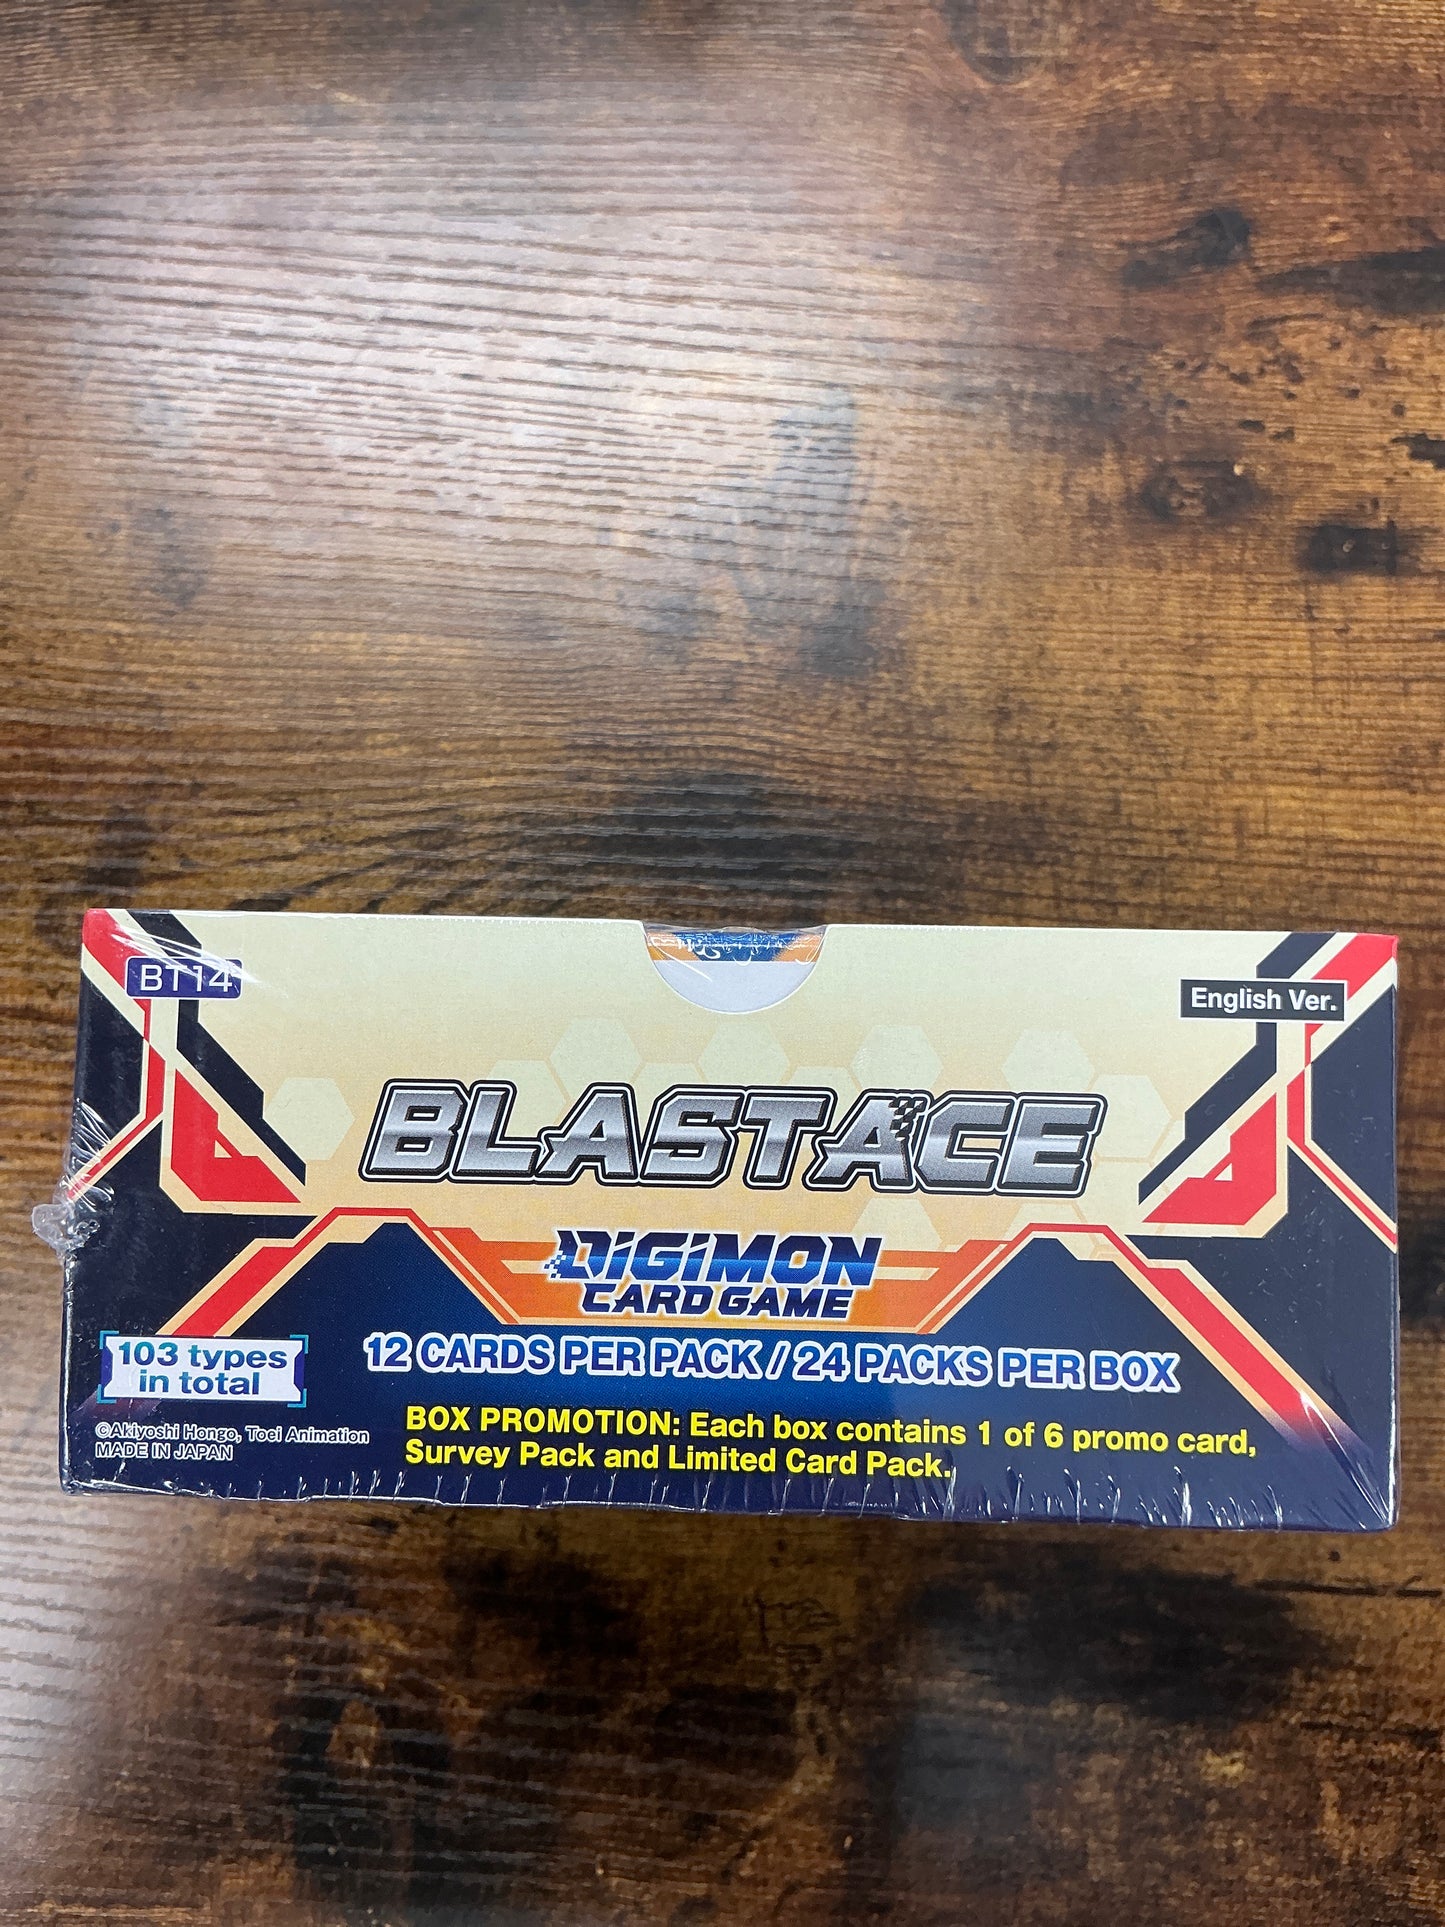 BT14
English Ver.
BLASTACE
DIGIMON
CARD GAME
12 CARDS PER PACK / 24 PACKS PER BOX
103 types
in total
BOX PROMOTION: Each box contains 1 of 6 promo card,
Survey Pack and Limited Card Pack.
©Akiyoshi Hongo, Toei Animation
MADE IN JAPAN